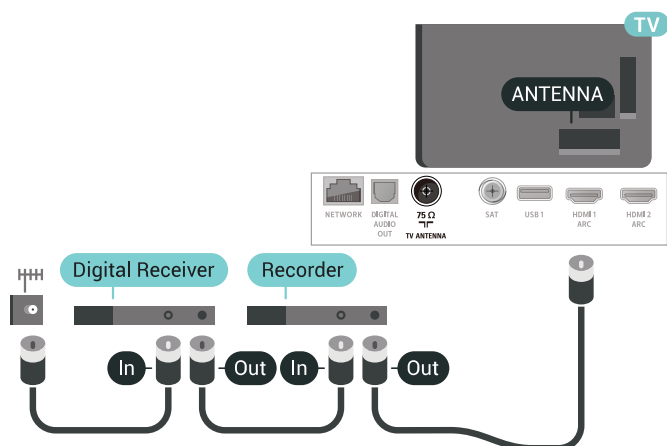 TV
ANTENNA
NETWORK
DIGITAL
AUDIO
OUT
75 Ω
TV ANTENNA
SAT
USB 1
HDMI 1
ARC
HDMI 2
ARC
Digital Receiver
Recorder
In
Out
In
Out